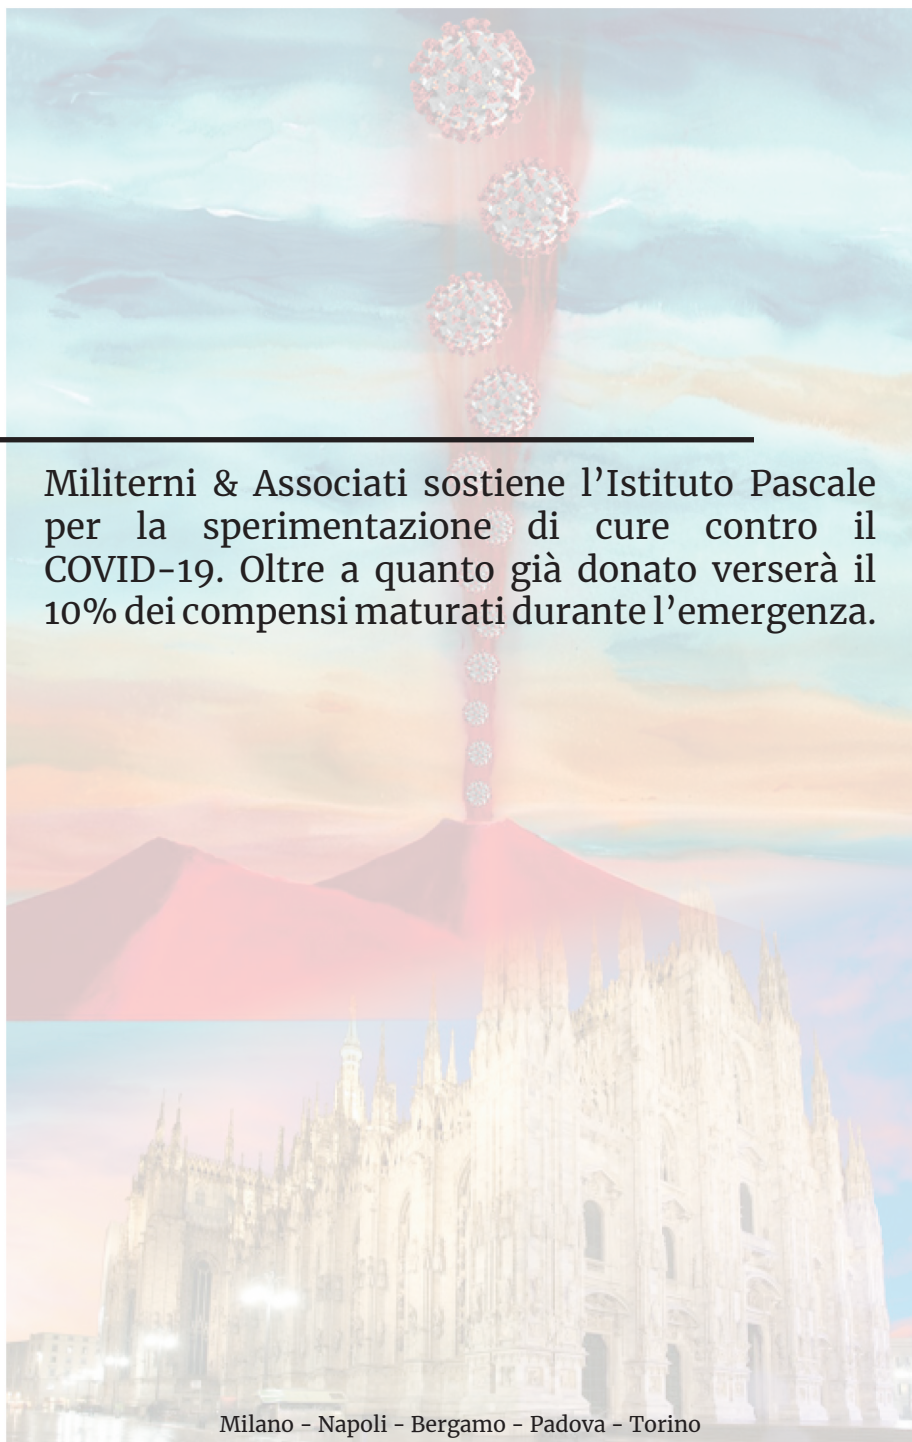 Militerni & Associati sostiene l’Istituto Pascale
per la sperimentazione di cure contro il
COVID-19. Oltre a quanto già donato verserà il
10% dei compensi maturati durante l’emergenza.
Milano - Napoli - Bergamo - Padova - Torino